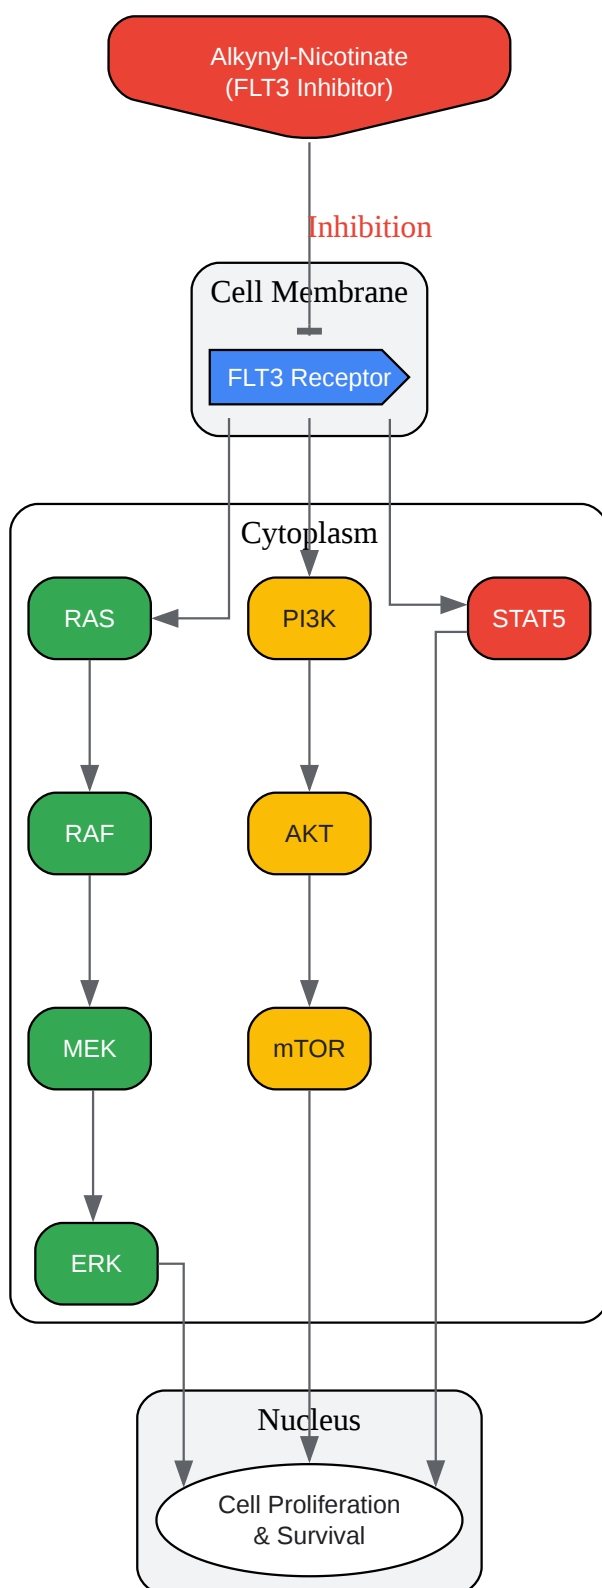 Alkynyl-Nicotinate
(FLT3 Inhibitor)
Inhibition
Cell Membrane
FLT3 Receptor
Cytoplasm
RAS
PI3K
STAT5
RAF
AKT
MEK
mTOR
ERK
Nucleus
Cell Proliferation
& Survival